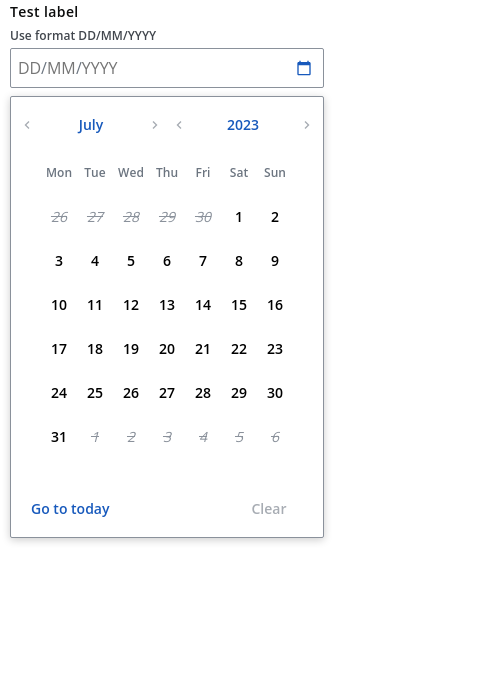 Test label
Use format DD/MM/YYYY
DD/MM/YYYY
July 2023
Mon Tue Wed Thu Fri Sat Sun
26 27 28 29 30 1 2
3 4 5 6 7 8 9
10 11 12 13 14 15 16
17 18 19 20 21 22 23
24 25 26 27 28 29 30
31 1 2 3 4 5 6
Go to today Clear